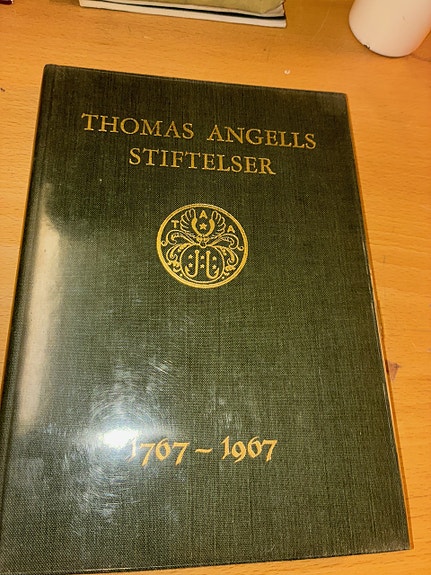 THOMAS ANGELLS
STIFTELSER
T A A
1767 – 1967